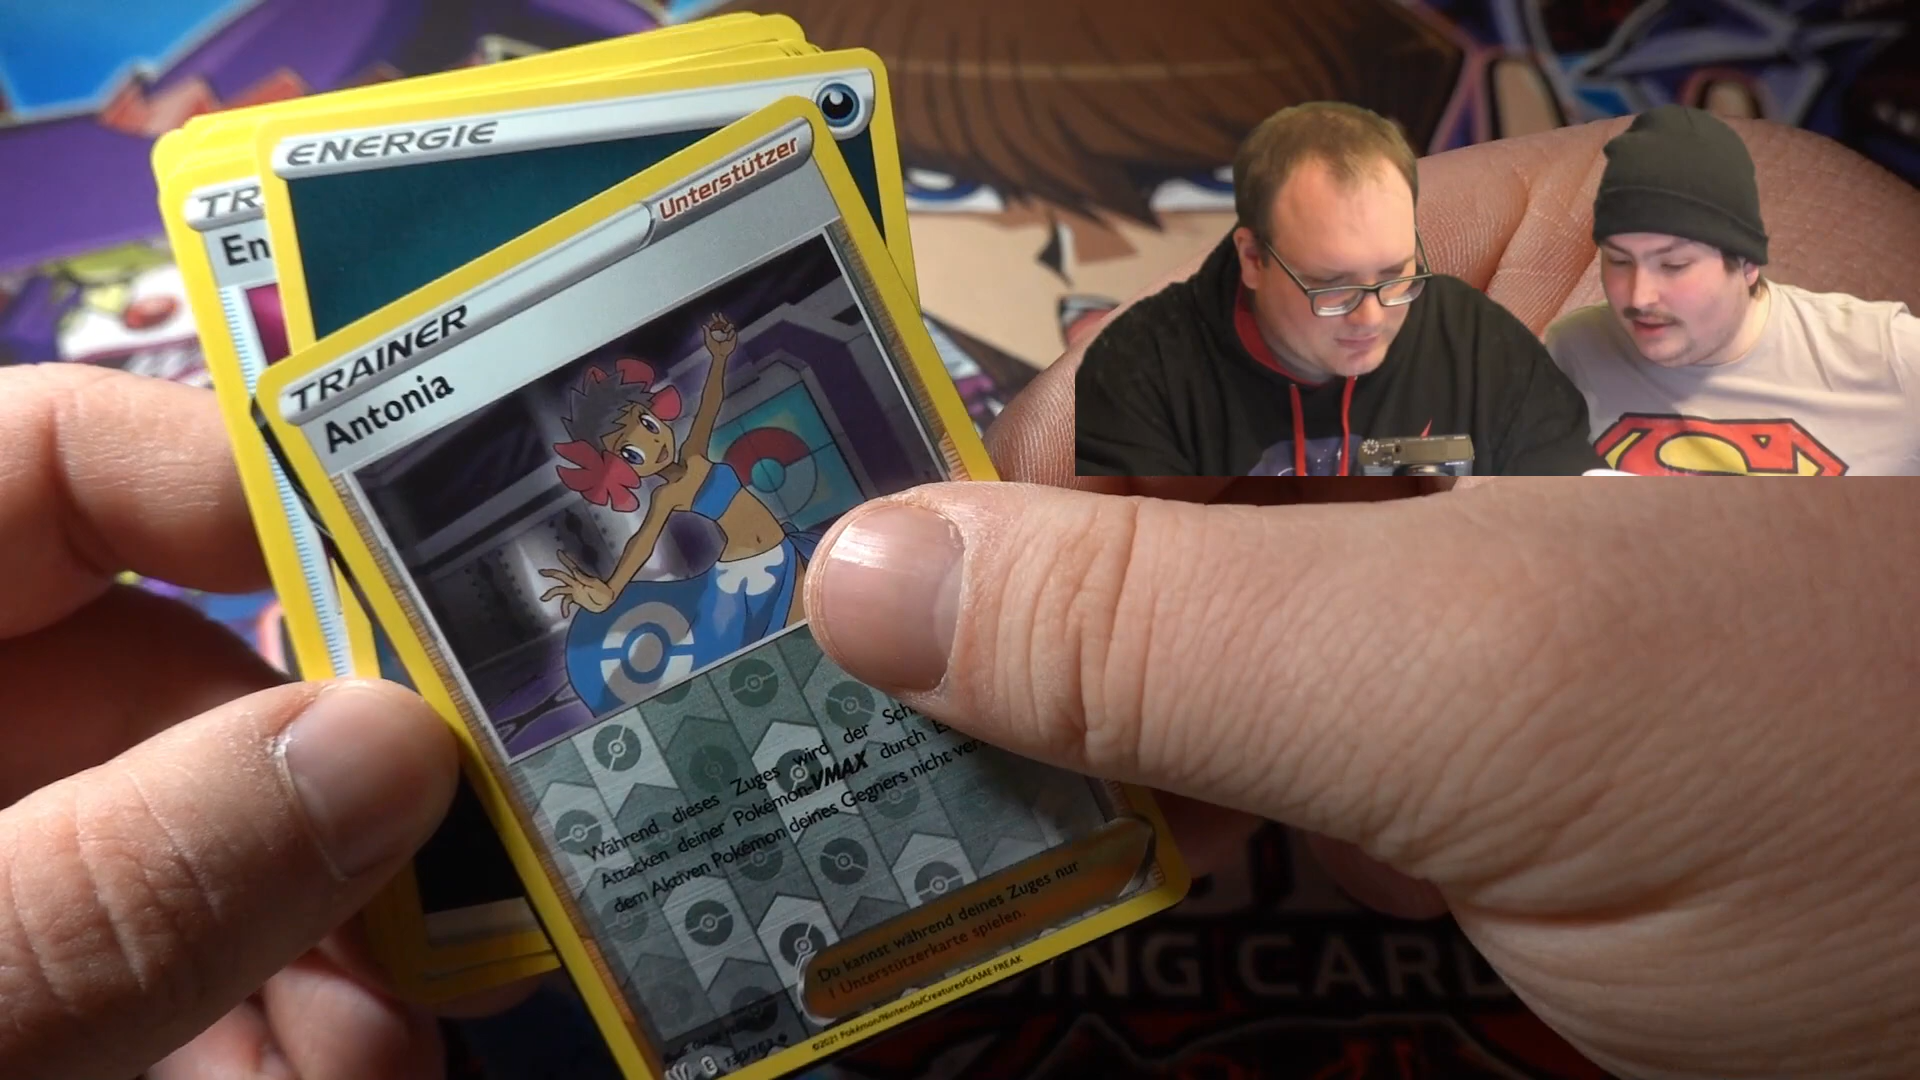 ENERGIE
TR
En
TRAINER
Unterstützer
Antonia
Während dieses Zuges wird der Sch
Attacken deiner Pokémon-VMAX durch E
dem Aktiven Pokémon deines Gegners nicht ver
Du kannst während deines Zuges nur
1 Unterstützerkarte spielen.
©2021 Pokémon/Nintendo/Creatures/GAME FREAK
E 130/163
ING CARD